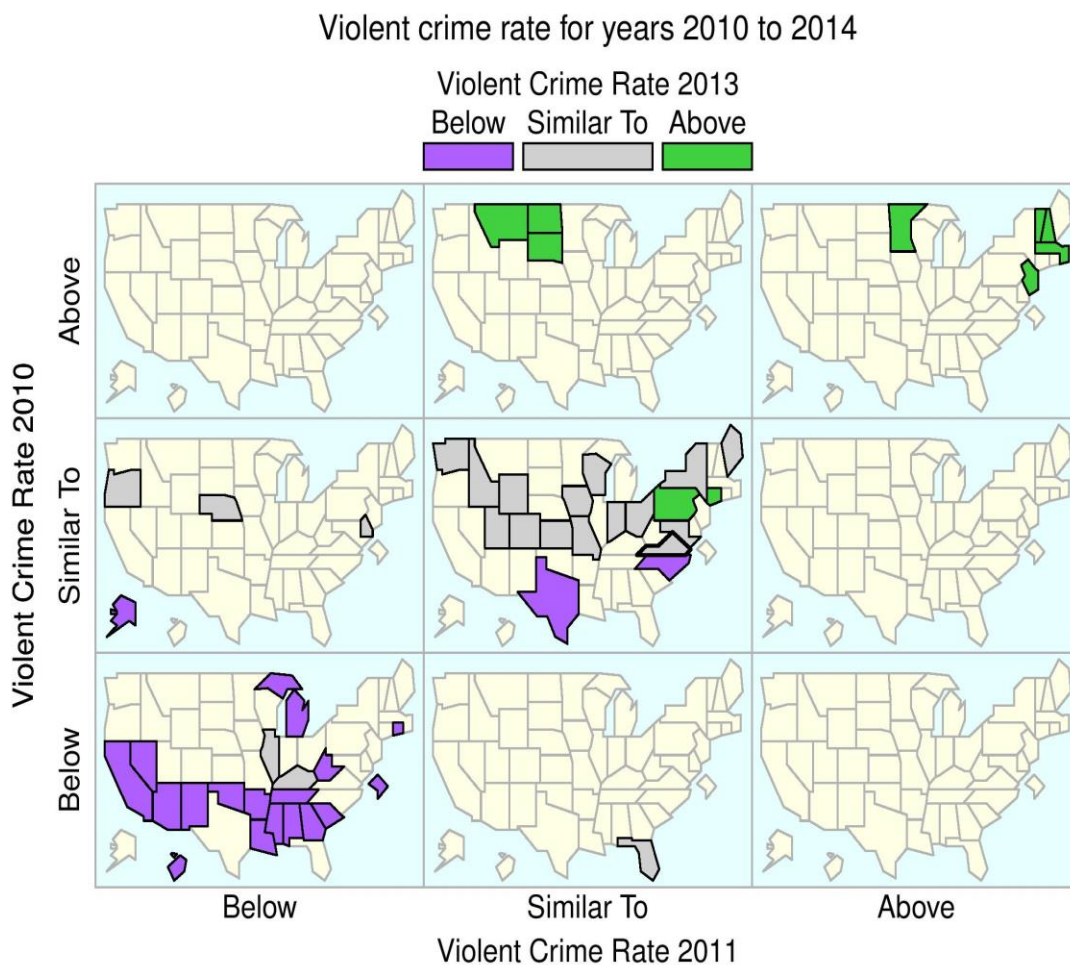 Violent crime rate for years 2010 to 2014
Violent Crime Rate 2013
Below Similar To Above
Violent Crime Rate 2010
Above
Similar To
Below
Below Similar To Above
Violent Crime Rate 2011